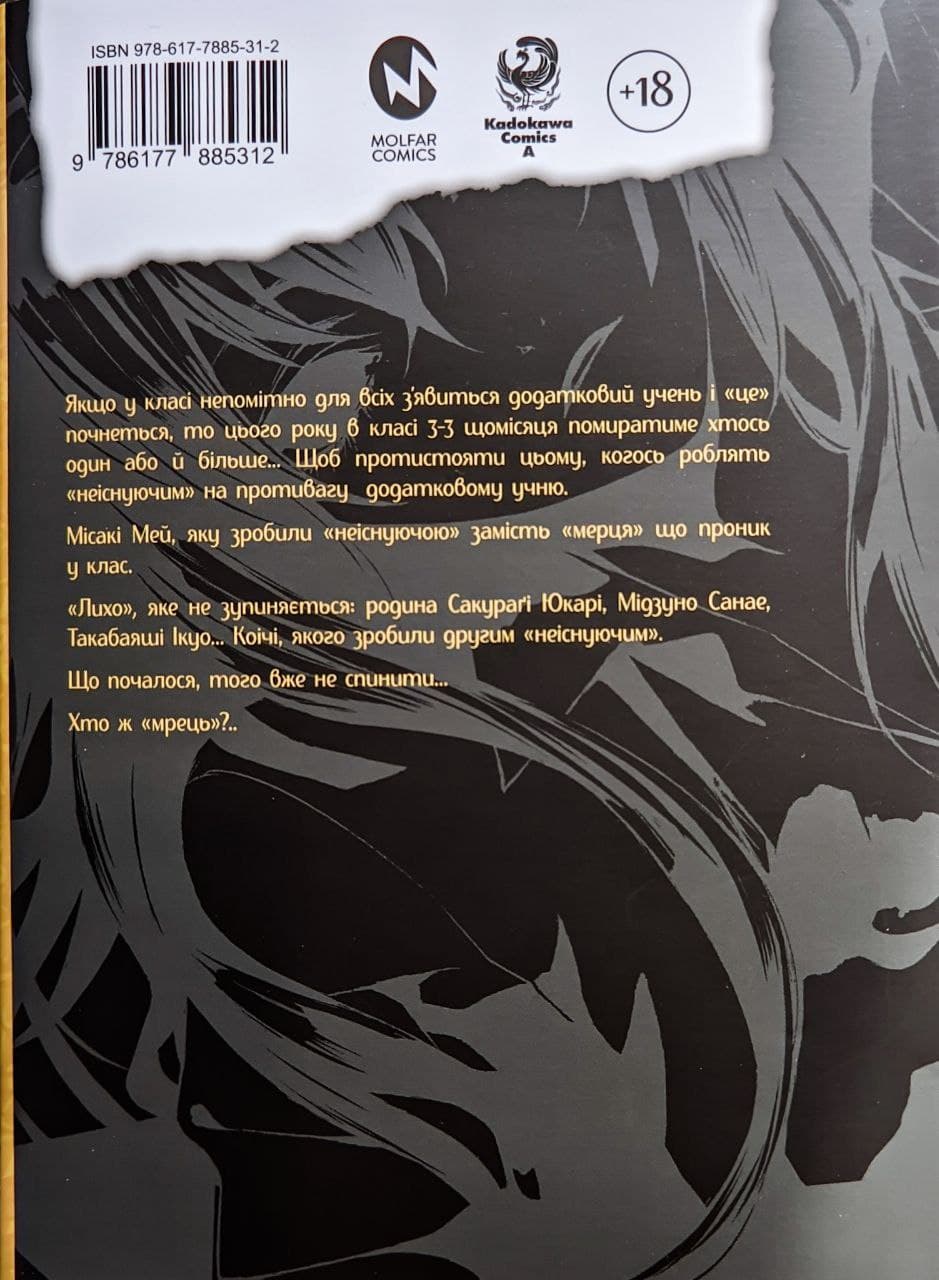 ISBN 978-617-7885-31-2
9 786177 885312
MOLFAR
COMICS
Kadokawa
Comics
A
+18
Якщо у класі непомітно для всіх з'явиться додатковий учень і «це»
почнеться, то цього року в класі 3-3 щомісяця помиратиме хтось
один або й більше... Щоб протистояти цьому, когось роблять
«неіснуючим» на противагу додатковому учню.
Місакі Мей, яку зробили «неіснуючою» замість «мерця» що проник
у клас.
«Лихо», яке не зупиняється: родина Сакураґі Юкарі, Мідзуно Санае,
Такабаяші Ікуо... Коічі, якого зробили другим «неіснуючим».
Що почалося, того вже не спинити...
Хто ж «мрець»?..